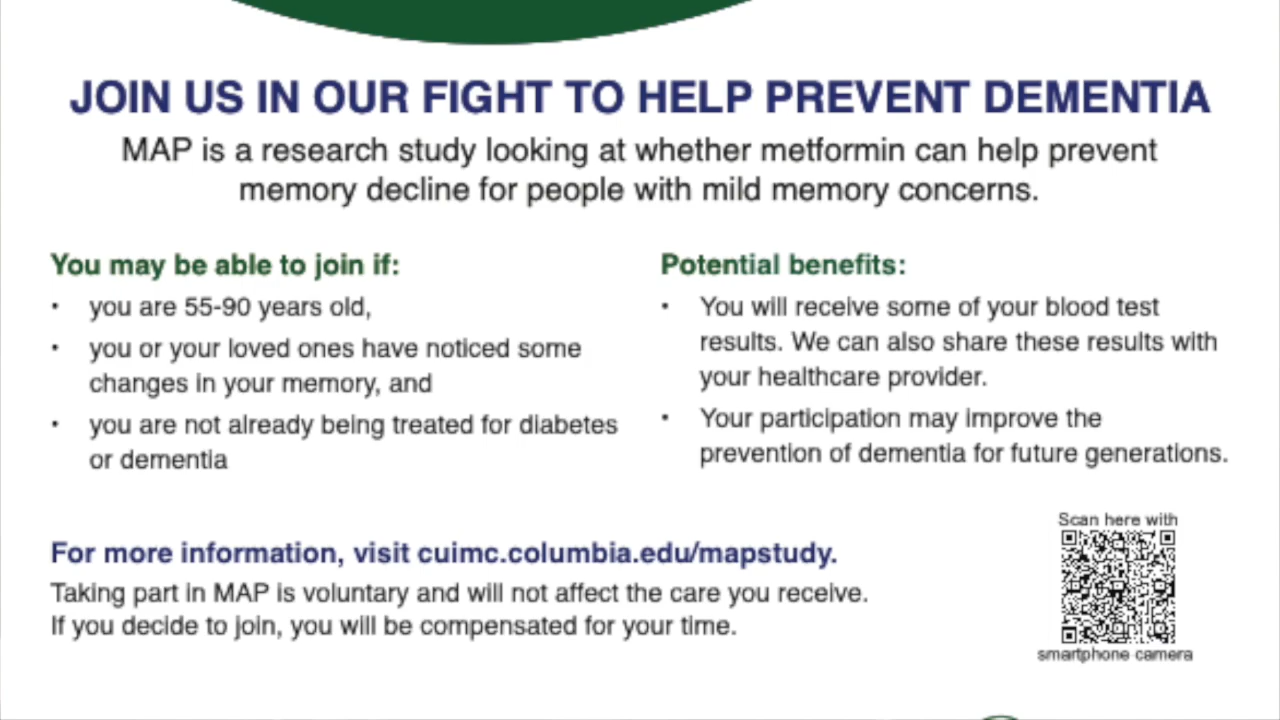 JOIN US IN OUR FIGHT TO HELP PREVENT DEMENTIA
MAP is a research study looking at whether metformin can help prevent
memory decline for people with mild memory concerns.
You may be able to join if:
• you are 55-90 years old,
• you or your loved ones have noticed some
changes in your memory, and
• you are not already being treated for diabetes
or dementia
Potential benefits:
• You will receive some of your blood test
results. We can also share these results with
your healthcare provider.
• Your participation may improve the
prevention of dementia for future generations.
For more information, visit cuimc.columbia.edu/mapstudy.
Taking part in MAP is voluntary and will not affect the care you receive.
If you decide to join, you will be compensated for your time.
Scan here with
smartphone camera